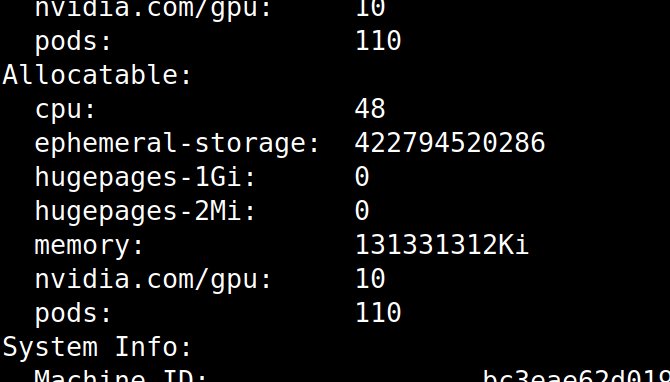 nvidia.com/gpu: 10
pods: 110
Allocatable:
cpu: 48
ephemeral-storage: 422794520286
hugepages-1Gi: 0
hugepages-2Mi: 0
memory: 131331312Ki
nvidia.com/gpu: 10
pods: 110
System Info:
Machine ID: bc3eae62d019